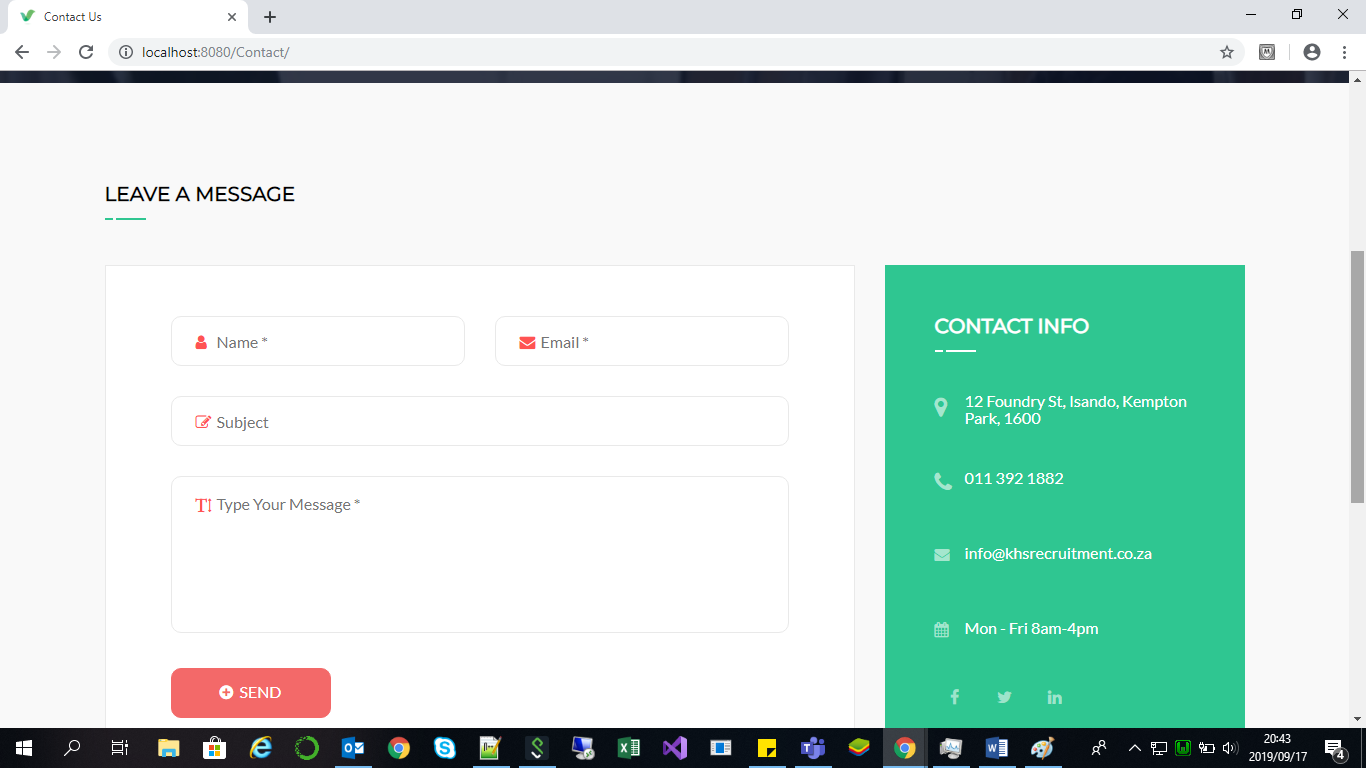 Contact Us
localhost:8080/Contact/
LEAVE A MESSAGE
Name *
Email *
Subject
T! Type Your Message *
SEND
CONTACT INFO
12 Foundry St, Isando, Kempton
Park, 1600
011 392 1882
info@khsrecruitment.co.za
Mon - Fri 8am-4pm
20:43
2019/09/17
4